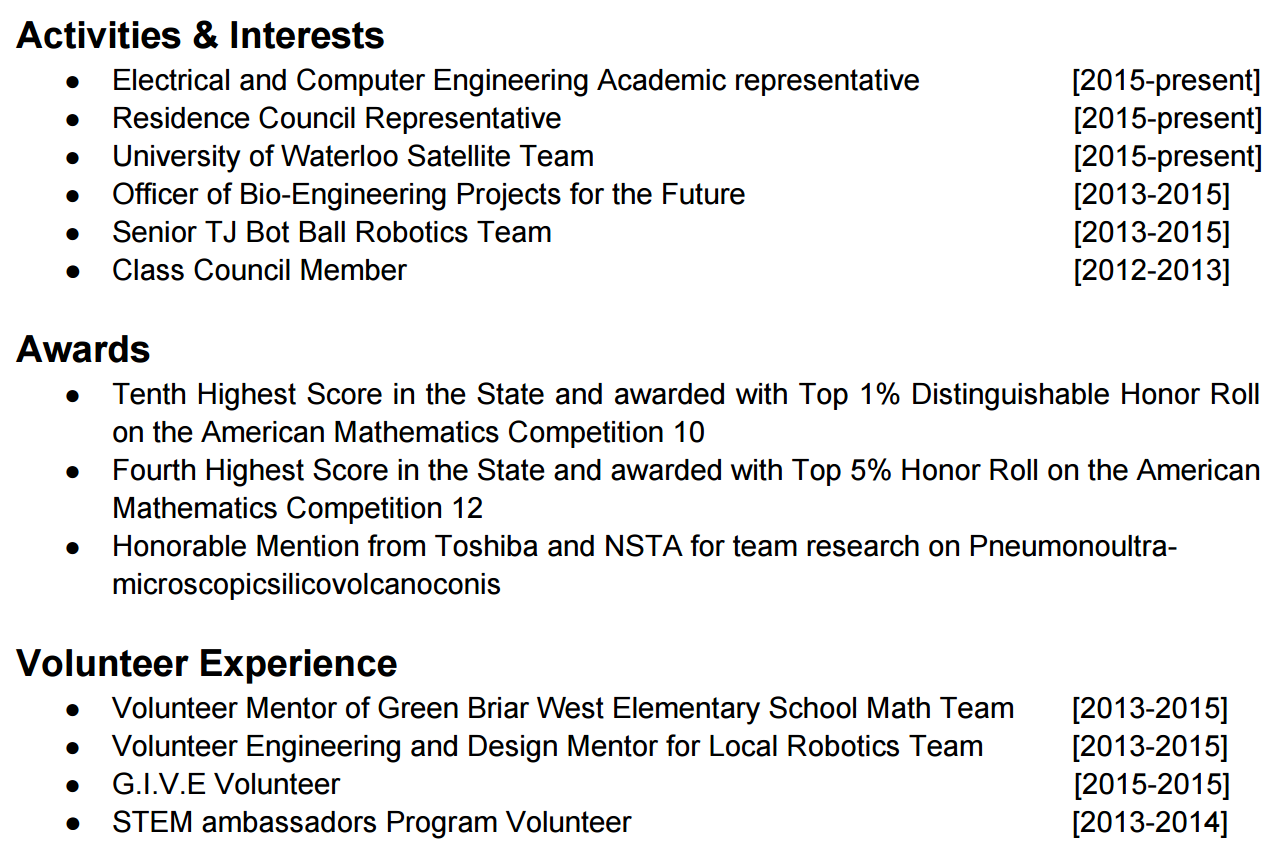 Activities & Interests
● Electrical and Computer Engineering Academic representative [2015-present]
● Residence Council Representative [2015-present]
● University of Waterloo Satellite Team [2015-present]
● Officer of Bio-Engineering Projects for the Future [2013-2015]
● Senior TJ Bot Ball Robotics Team [2013-2015]
● Class Council Member [2012-2013]
Awards
● Tenth Highest Score in the State and awarded with Top 1% Distinguishable Honor Roll
on the American Mathematics Competition 10
● Fourth Highest Score in the State and awarded with Top 5% Honor Roll on the American
Mathematics Competition 12
● Honorable Mention from Toshiba and NSTA for team research on Pneumonoultra-
microscopicsilicovolcanoconis
Volunteer Experience
● Volunteer Mentor of Green Briar West Elementary School Math Team [2013-2015]
● Volunteer Engineering and Design Mentor for Local Robotics Team [2013-2015]
● G.I.V.E Volunteer [2015-2015]
● STEM ambassadors Program Volunteer [2013-2014]